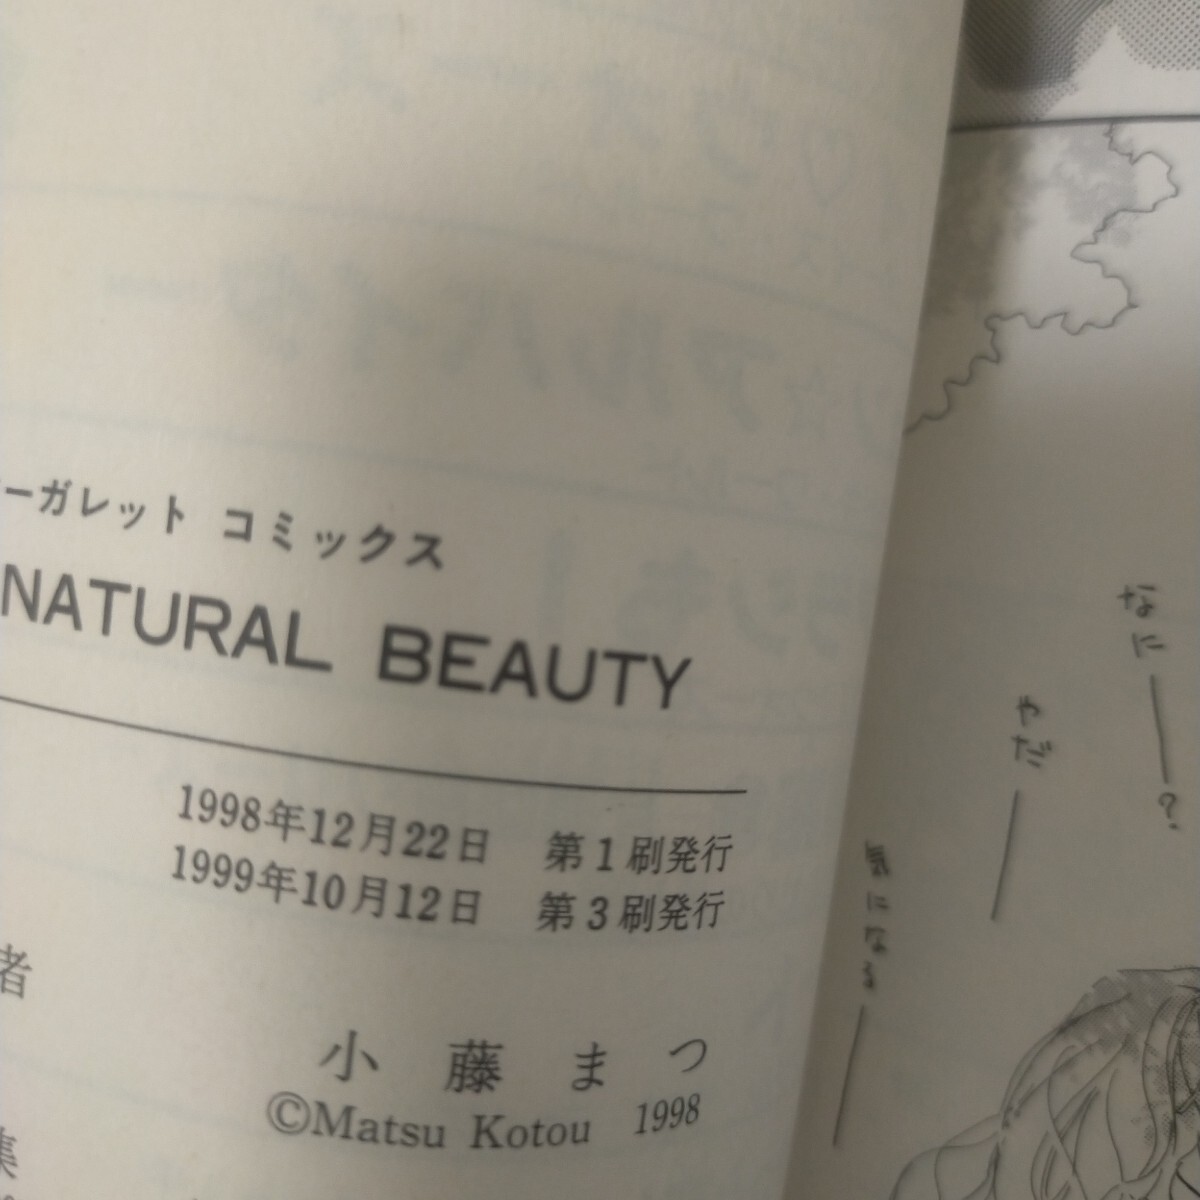 ーガレット コミックス
NATURAL BEAUTY
1998年12月22日 第1刷発行
1999年10月12日 第3刷発行
者
小藤まつ
©Matsu Kotou 1998
集
なに——?
やだ——
気になる——